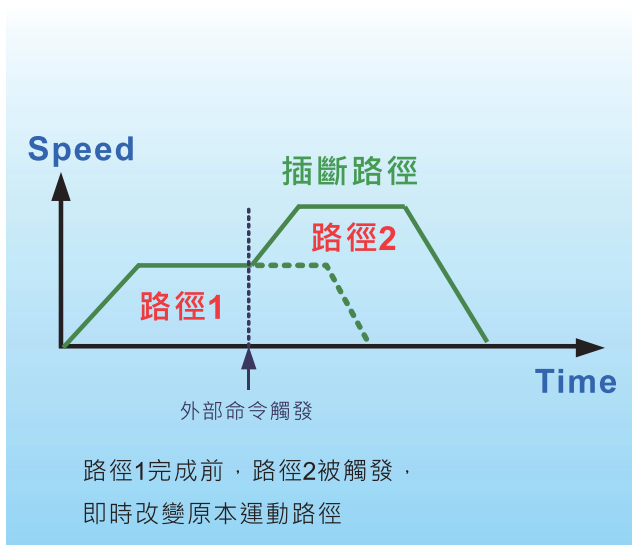 Speed
插斷路徑
路徑2
路徑1
Time
外部命令觸發
路徑1完成前，路徑2被觸發，
即時改變原本運動路徑